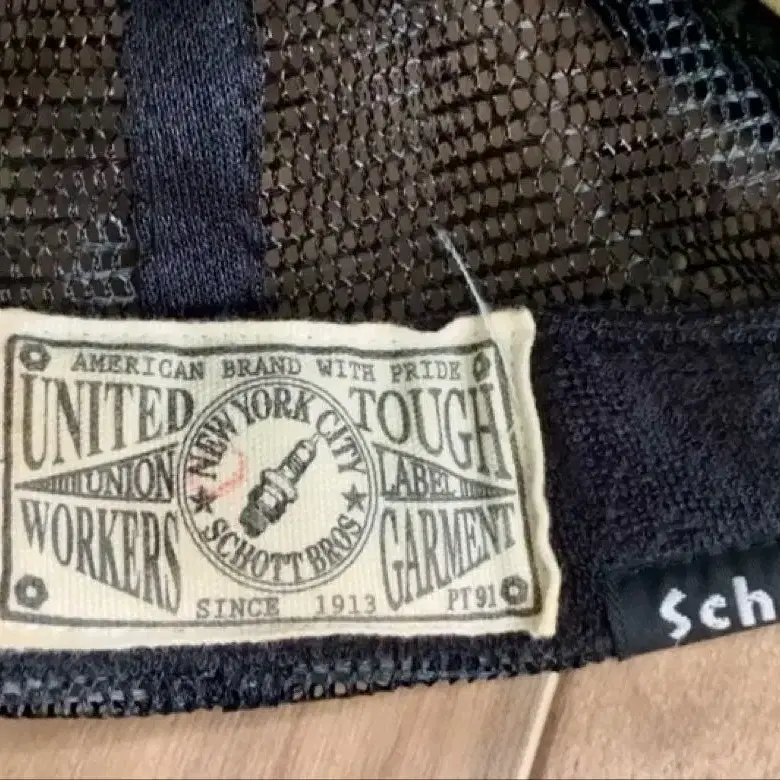 AMERICAN BRAND WITH PRIDE
UNITED TOUGH
NEW YORK CITY
UNION LABEL
WORKERS GARMENT
SCHOTT BROS
SINCE 1913 PT91
Sch